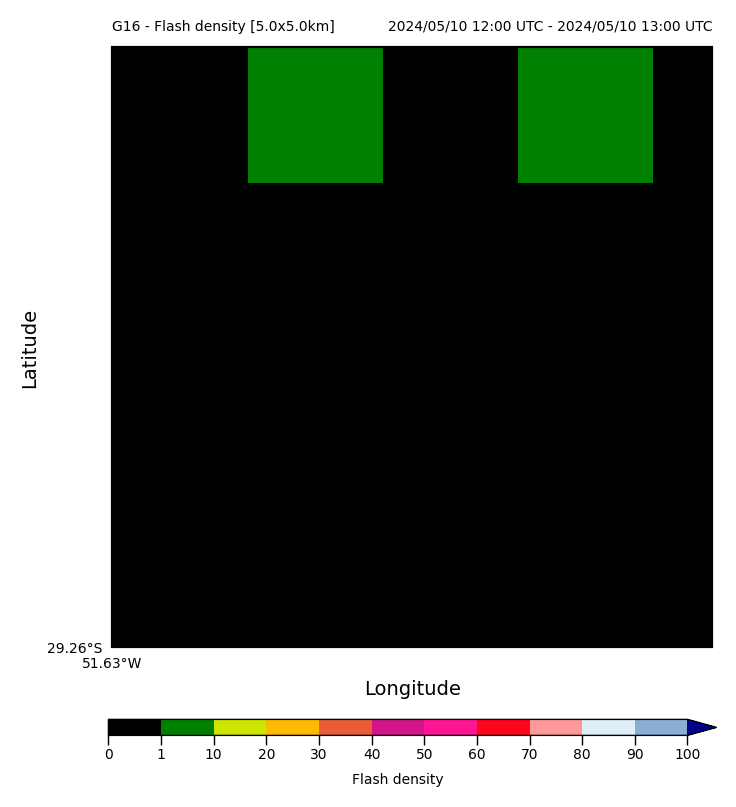 G16 - Flash density [5.0x5.0km] 2024/05/10 12:00 UTC - 2024/05/10 13:00 UTC
Latitude
29.26°S
51.63°W
Longitude
0 1 10 20 30 40 50 60 70 80 90 100
Flash density